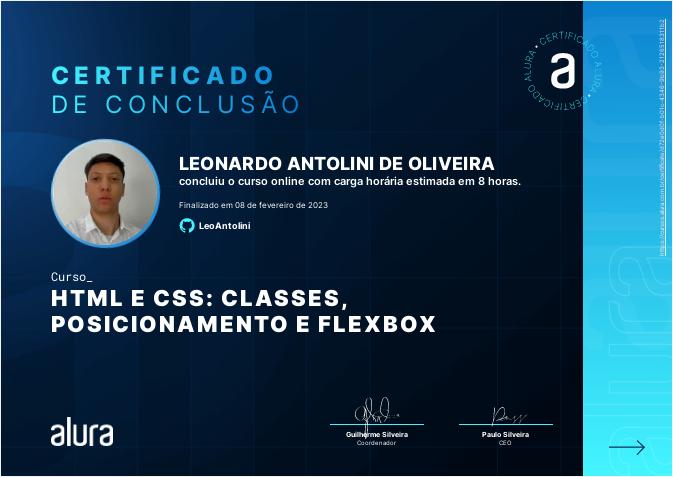 CERTIFICADO
DE CONCLUSÃO
CERTIFICADO ALURA • CERTIFICADO ALURA •
a
LEONARDO ANTOLINI DE OLIVEIRA
concluiu o curso online com carga horária estimada em 8 horas.
Finalizado em 08 de fevereiro de 2023
LeoAntolini
Curso_
HTML E CSS: CLASSES,
POSICIONAMENTO E FLEXBOX
alura
Guilherme Silveira
Coordenador
Paulo Silveira
CEO
alura